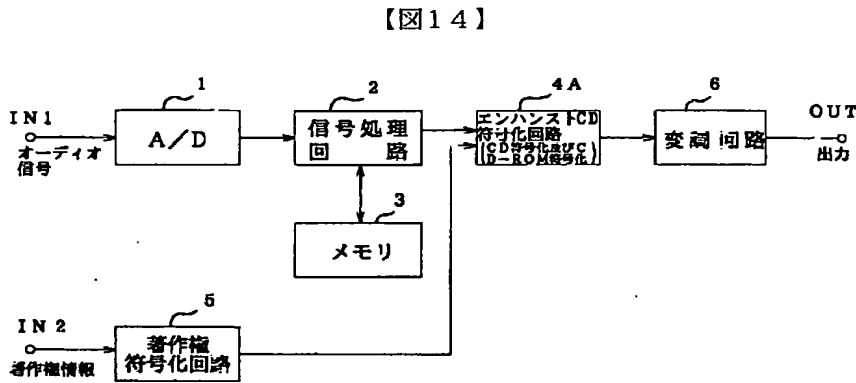 【図14】
1
2
4A
6
IN1
オーディオ
信号
A/D
信号処理
回路
エンハンストCD
符号化回路
(CD符号化及びC
D-ROM符号化)
変調回路
OUT
出力
3
メモリ
IN2
著作権情報
5
著作権
符号化回路